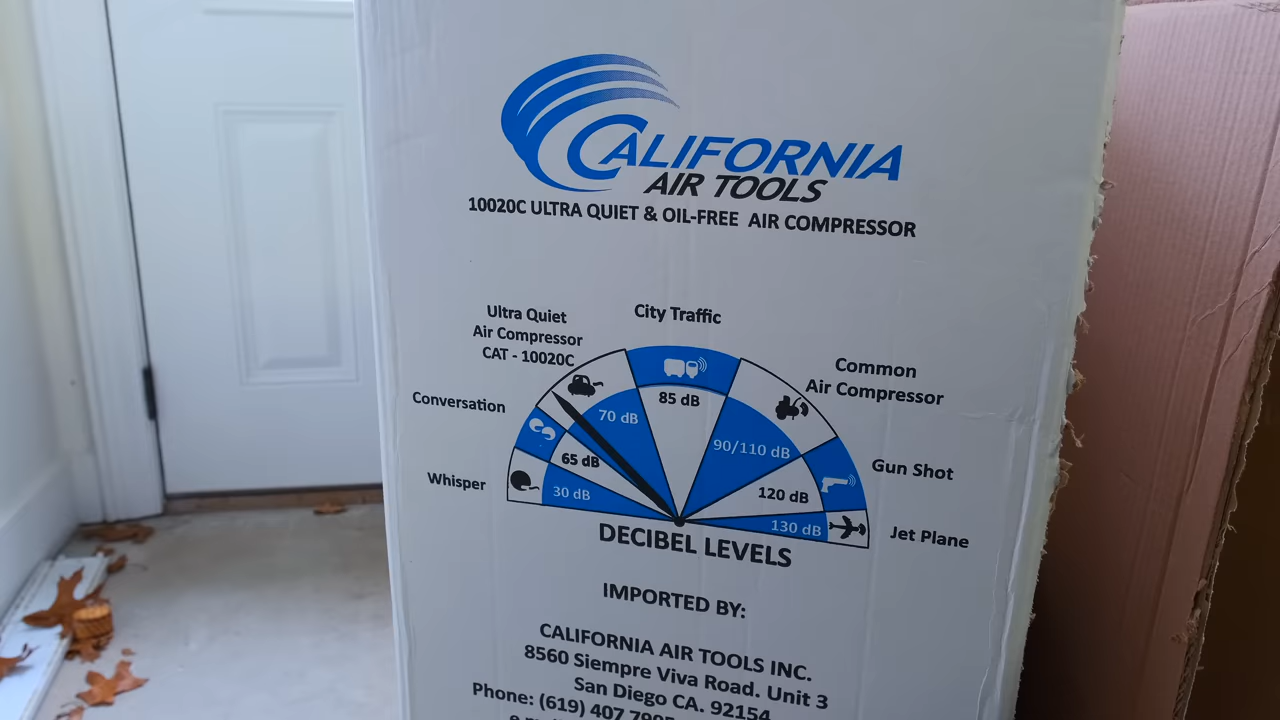 CALIFORNIA
AIR TOOLS
10020C ULTRA QUIET & OIL-FREE AIR COMPRESSOR
Ultra Quiet
Air Compressor
CAT - 10020C
City Traffic
Common
Air Compressor
Conversation
Whisper
Gun Shot
Jet Plane
30 dB
65 dB
70 dB
85 dB
90/110 dB
120 dB
130 dB
DECIBEL LEVELS
IMPORTED BY:
CALIFORNIA AIR TOOLS INC.
8560 Siempre Viva Road. Unit 3
San Diego CA. 92154
Phone: (619) 407